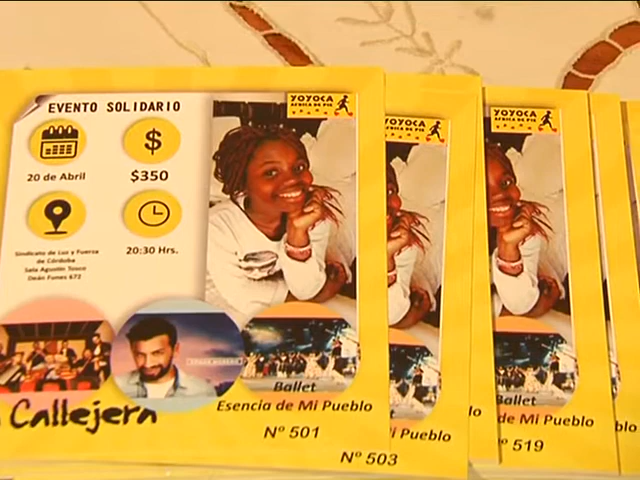 EVENTO SOLIDARIO
20 de Abril
$
$350
Sindicato de Luz y Fuerza
de Córdoba
Sala Agustín Tosco
Deán Funes 672
20:30 Hrs.
YOYOCA
AFRICA DE PIE
Callejera
Ballet
Esencia de Mi Pueblo
Nº 501
YOYOCA
AFRICA DE PIE
Pueblo
Nº 503
YOYOCA
AFRICA DE PIE
Ballet
de Mi Pueblo
º 519